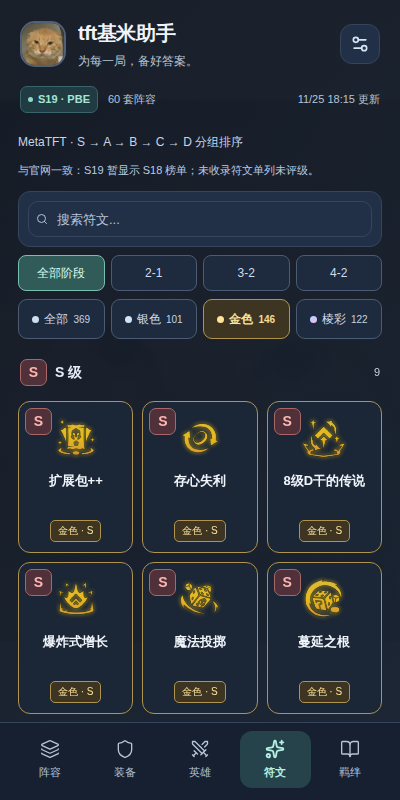 tft基米助手
为每一局，备好答案。
S19 · PBE
60 套阵容
11/25 18:15 更新
MetaTFT · S → A → B → C → D 分组排序
与官网一致：S19 暂显示 S18 榜单；未收录符文单列未评级。
搜索符文...
全部阶段
2-1
3-2
4-2
全部 369
银色 101
金色 146
棱彩 122
S
S 级
9
S
S
S
扩展包++
存心失利
8级D干的传说
金色 · S
金色 · S
金色 · S
S
S
S
爆炸式增长
魔法投掷
蔓延之根
金色 · S
金色 · S
金色 · S
阵容
装备
英雄
符文
羁绊